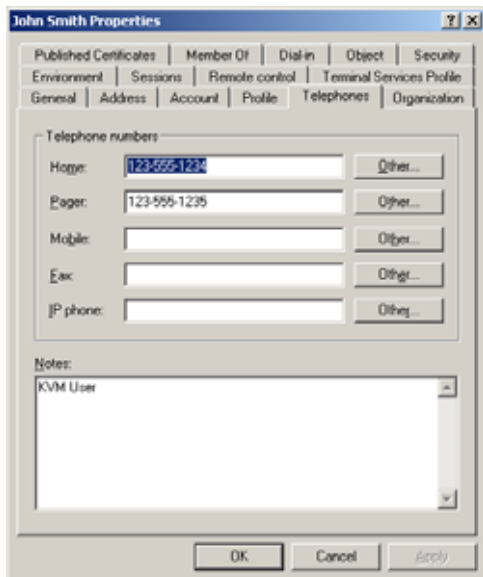 John Smith Properties
Published Certificates Member Of Dial-in Object Security
Environment Sessions Remote control Terminal Services Profile
General Address Account Profile Telephones Organization
Telephone numbers
Home: 123-555-1234 Other...
Pager: 123-555-1235 Other...
Mobile: Other...
Fax: Other...
IP phone: Other...
Notes:
KVM User
OK Cancel Apply